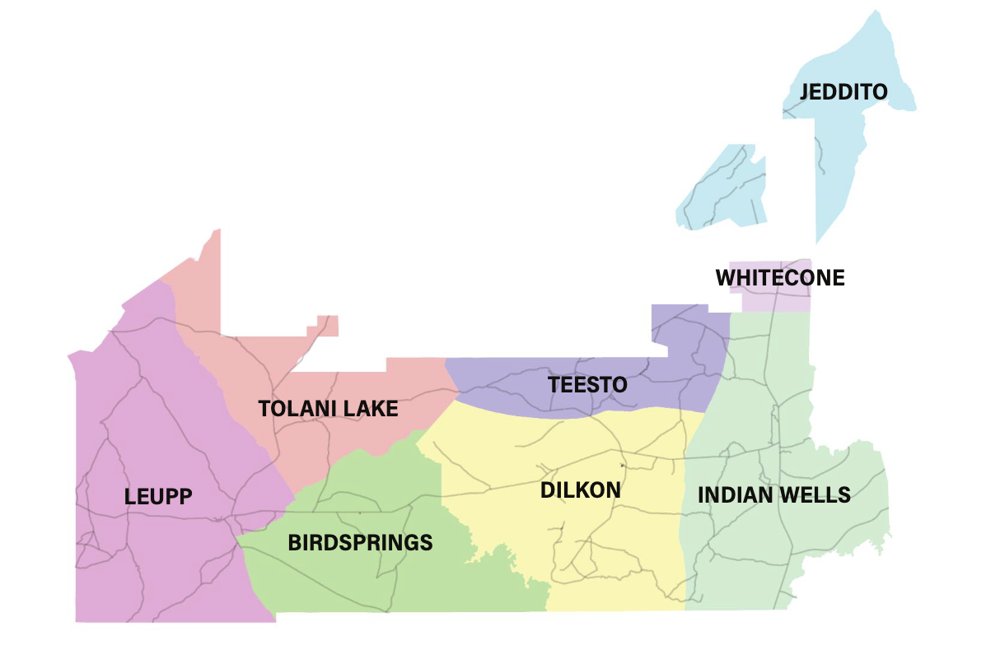 JEDDITO
WHITECONE
TEESTO
TOLANI LAKE
DILKON
LEUPP
INDIAN WELLS
BIRDSPRINGS